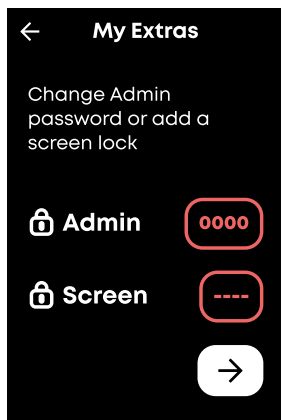 My Extras
Change Admin
password or add a
screen lock
Admin
0000
Screen
----